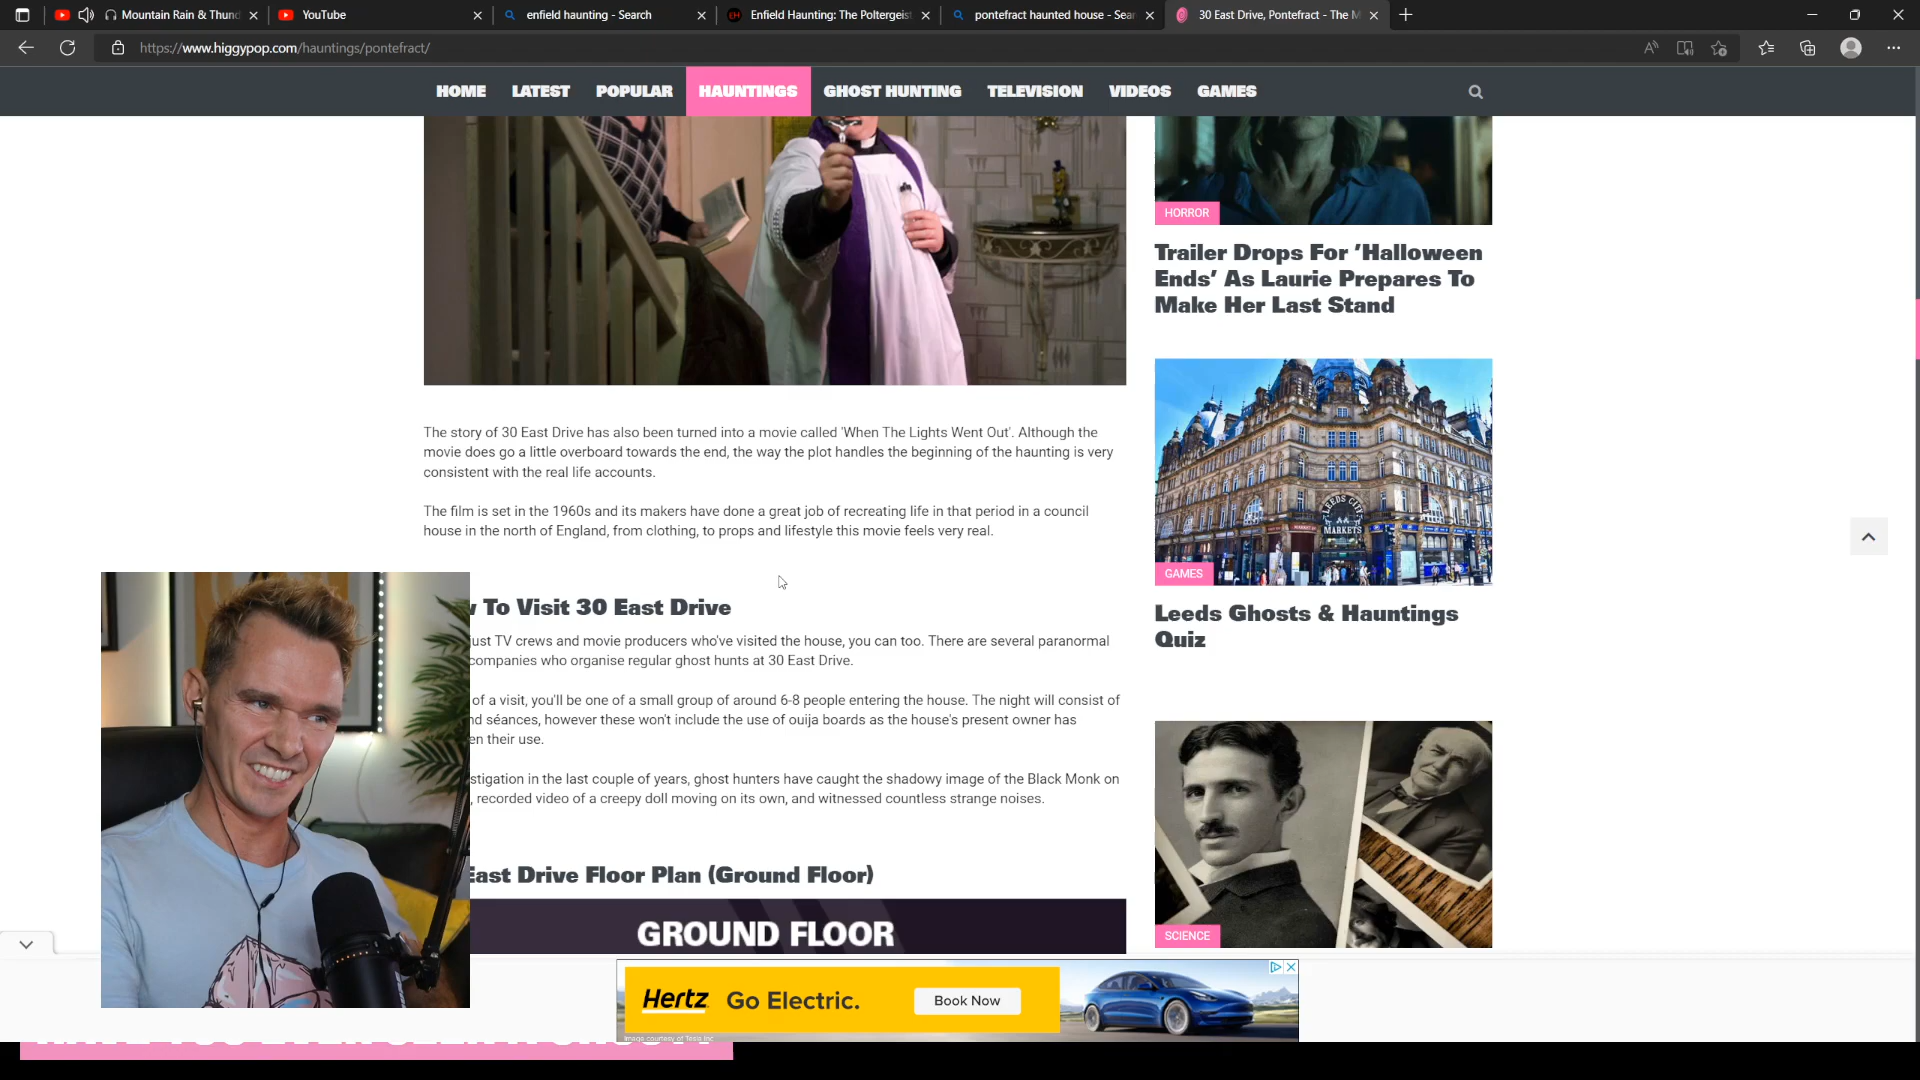 Mountain Rain & Thund
YouTube
enfield haunting - Search
Enfield Haunting: The Poltergeist
pontefract haunted house - Sear
30 East Drive, Pontefract - The M
https://www.higgypop.com/hauntings/pontefract/
HOME LATEST POPULAR HAUNTINGS GHOST HUNTING TELEVISION VIDEOS GAMES
The story of 30 East Drive has also been turned into a movie called 'When The Lights Went Out'. Although the
movie does go a little overboard towards the end, the way the plot handles the beginning of the haunting is very
consistent with the real life accounts.
The film is set in the 1960s and its makers have done a great job of recreating life in that period in a council
house in the north of England, from clothing, to props and lifestyle this movie feels very real.
To Visit 30 East Drive
just TV crews and movie producers who've visited the house, you can too. There are several paranormal
companies who organise regular ghost hunts at 30 East Drive.
of a visit, you'll be one of a small group of around 6-8 people entering the house. The night will consist of
nd séances, however these won't include the use of ouija boards as the house's present owner has
en their use.
stigation in the last couple of years, ghost hunters have caught the shadowy image of the Black Monk on
, recorded video of a creepy doll moving on its own, and witnessed countless strange noises.
East Drive Floor Plan (Ground Floor)
GROUND FLOOR
HORROR
Trailer Drops For 'Halloween
Ends' As Laurie Prepares To
Make Her Last Stand
LEEDS CITY
MARKETS
GAMES
Leeds Ghosts & Hauntings
Quiz
SCIENCE
Hertz Go Electric. Book Now
Image courtesy of Tesla Inc